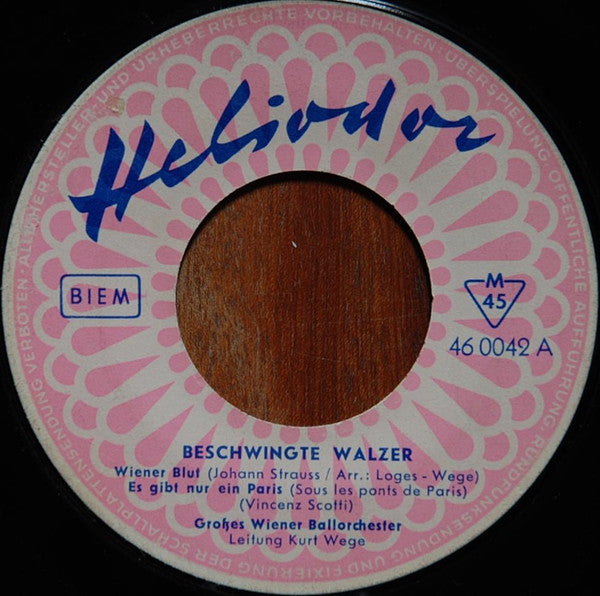 ALLE HERSTELLER- UND URHEBERRECHTE VORBEHALTEN · ÜBERSPIELUNG, ÖFFENTLICHE AUFFÜHRUNG, RUNDFUNKSENDUNG UND FIXIERUNG DER SCHALLPLATTENSENDUNG VERBOTEN ·
Heliodor
BIEM
M
45
46 0042 A
BESCHWINGTE WALZER
Wiener Blut (Johann Strauss / Arr.: Loges - Wege)
Es gibt nur ein Paris (Sous les ponts de Paris)
(Vincenz Scotti)
Großes Wiener Ballorchester
Leitung Kurt Wege